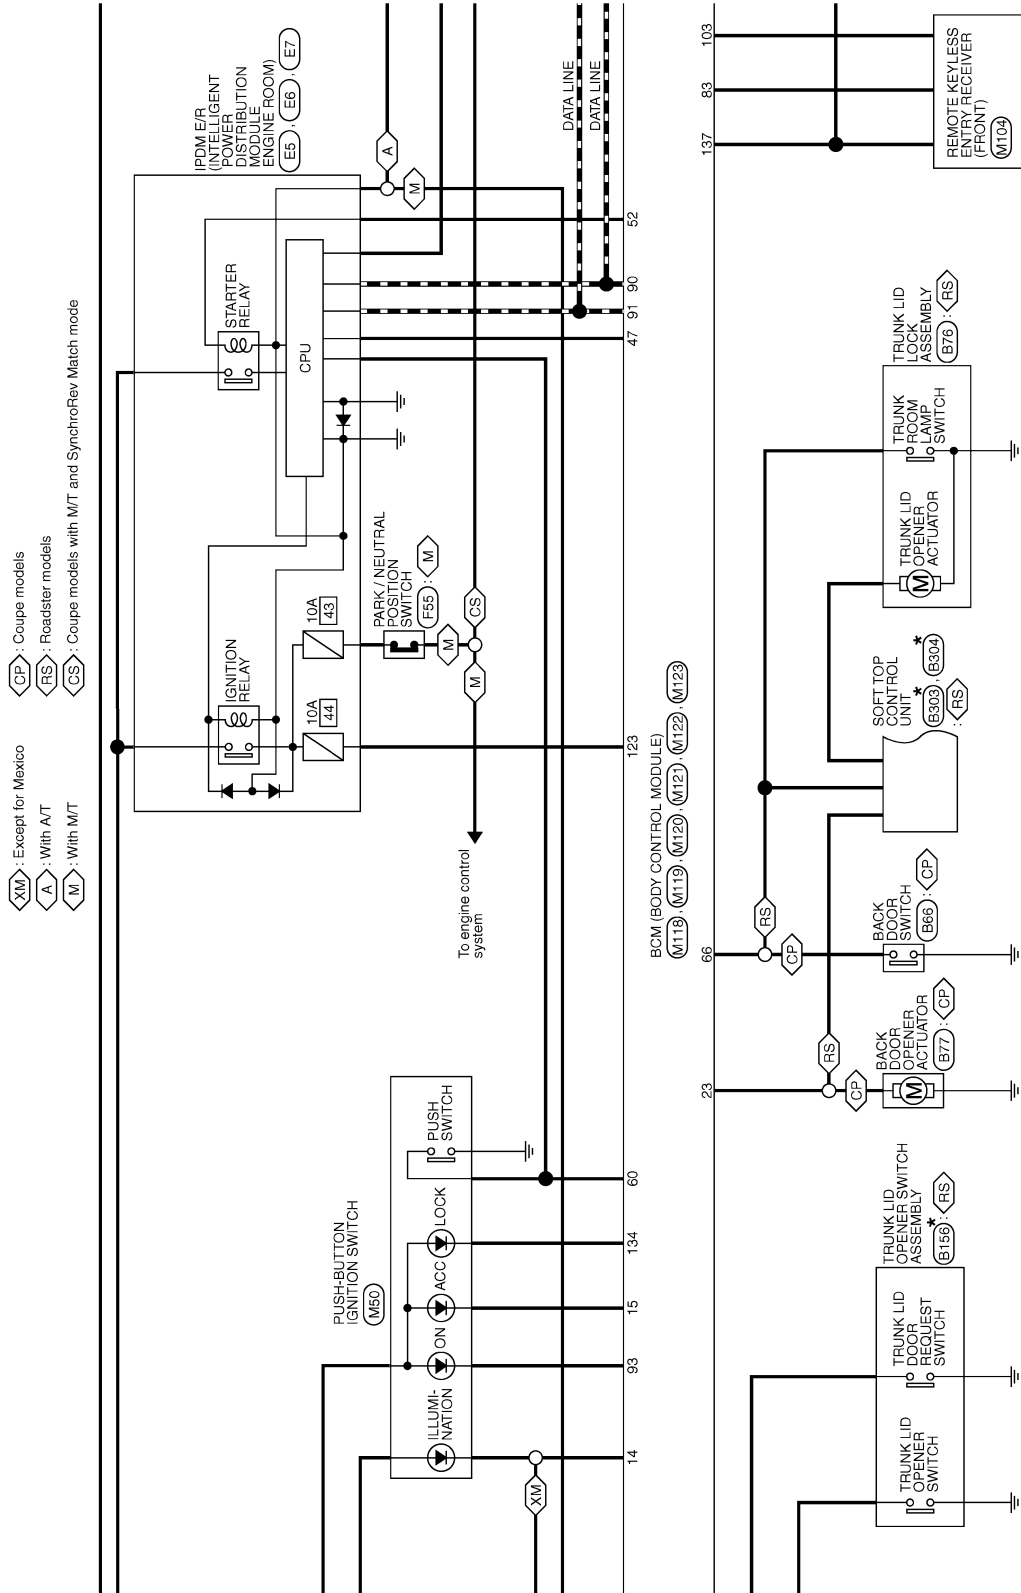 XM : Except for Mexico
A : With A/T
M : With M/T
CP : Coupe models
RS : Roadster models
CS : Coupe models with M/T and SynchroRev Match mode
IPDM E/R
(INTELLIGENT
POWER
DISTRIBUTION
MODULE
ENGINE ROOM)
E5 , E6 , E7
IGNITION
RELAY
STARTER
RELAY
CPU
10A
44
10A
43
PARK / NEUTRAL
POSITION
SWITCH
F55 : M
M
M
CS
A
M
To engine control
system
DATA LINE
DATA LINE
PUSH-BUTTON
IGNITION SWITCH
M50
ILLUMI-
NATION
ON
ACC
LOCK
PUSH
SWITCH
XM
14
93
15
134
60
123
47
91
90
52
BCM (BODY CONTROL MODULE)
M118 , M119 , M120 , M121 , M122 , M123
23
66
137
83
103
TRUNK LID
OPENER SWITCH
ASSEMBLY
B156 * : RS
TRUNK LID
OPENER
SWITCH
TRUNK LID
DOOR
REQUEST
SWITCH
RS
CP
BACK
DOOR
OPENER
ACTUATOR
B77 : CP
M
RS
CP
BACK
DOOR
SWITCH
B66 : CP
SOFT TOP
CONTROL
UNIT
B303 * , B304 *
: RS
TRUNK LID
LOCK
ASSEMBLY
B76 : RS
TRUNK LID
OPENER
ACTUATOR
M
TRUNK
ROOM
LAMP
SWITCH
REMOTE KEYLESS
ENTRY RECEIVER
(FRONT)
M104